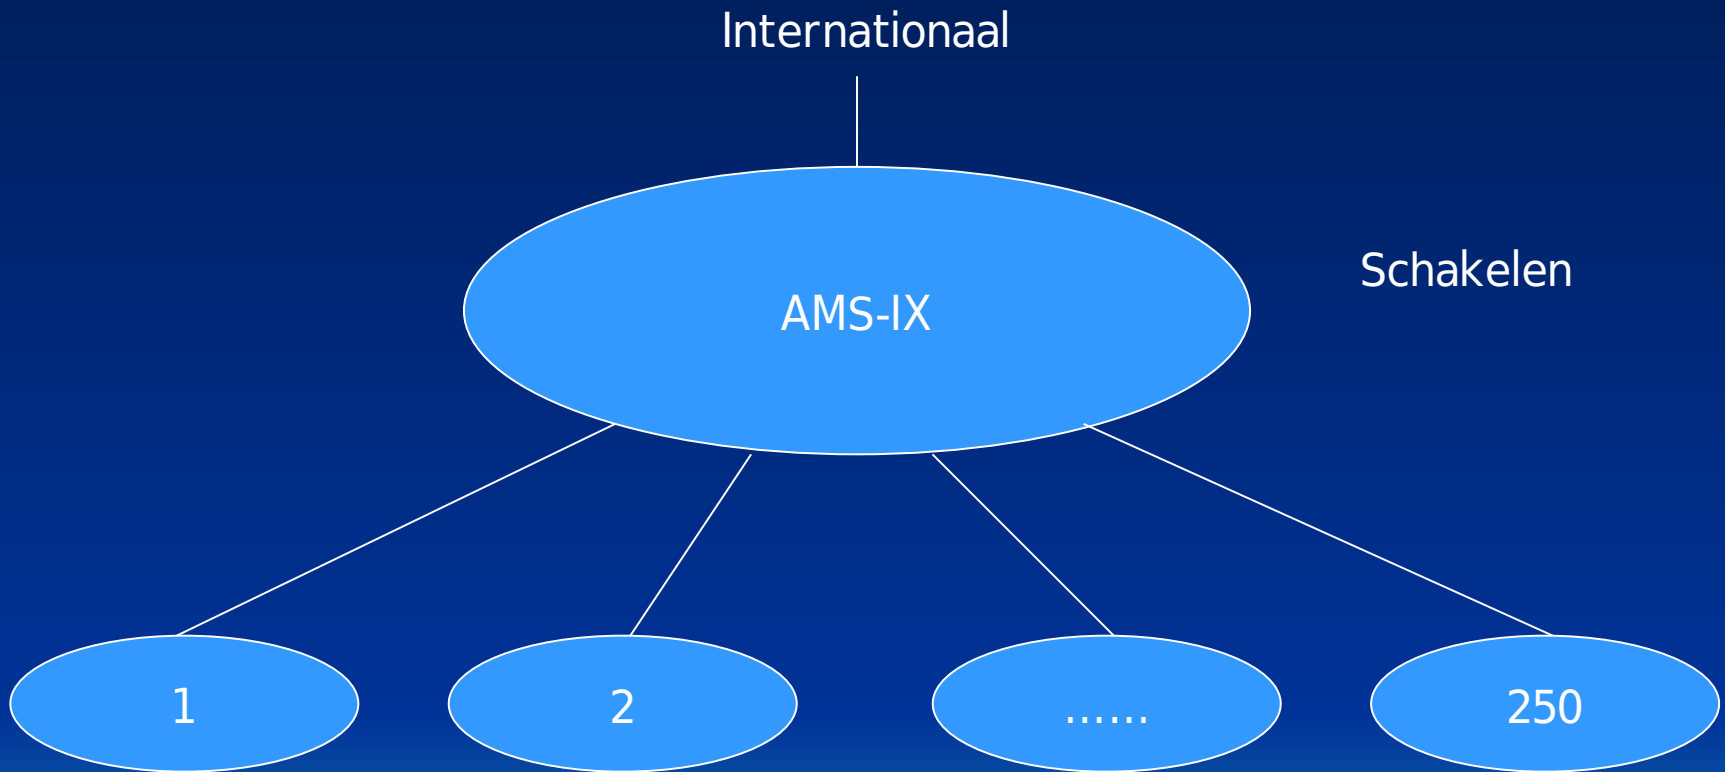 Internationaal
Schakelen
AMS-IX
1
2
......
250